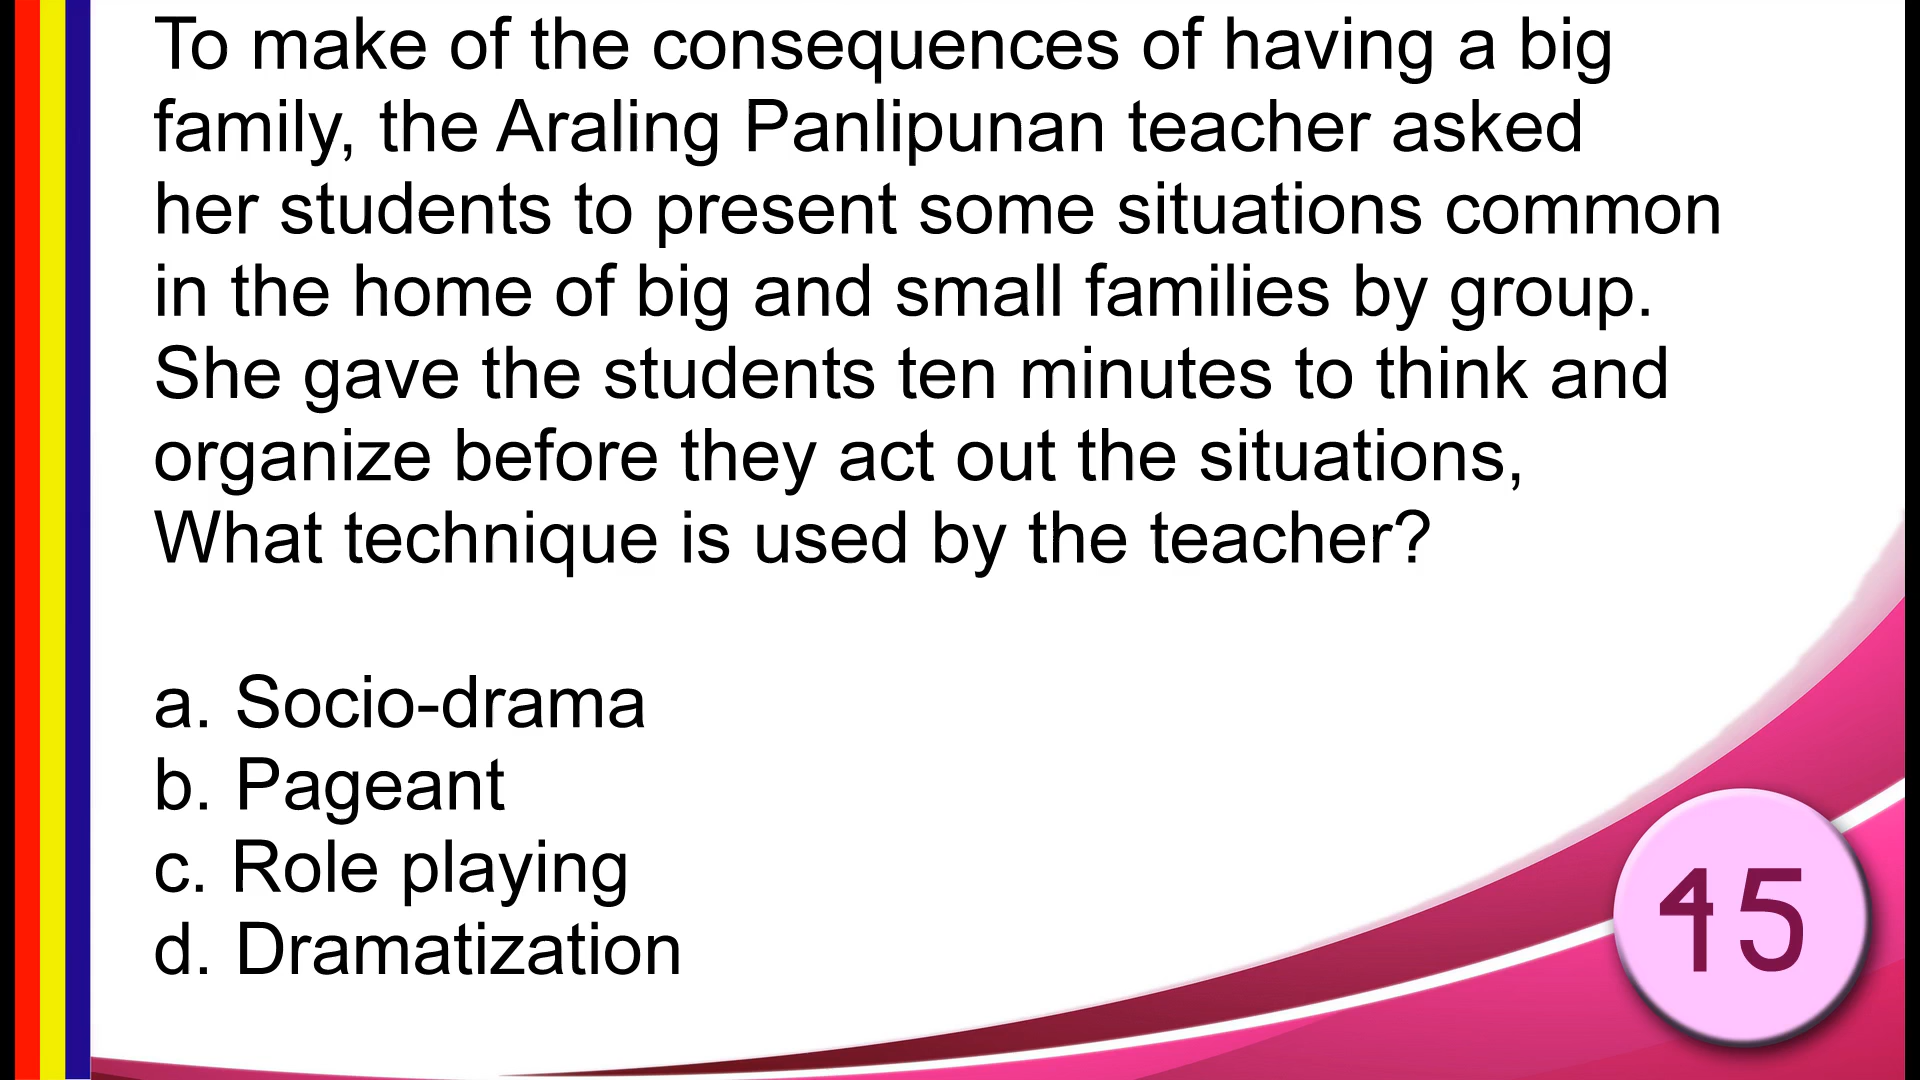 To make of the consequences of having a big
family, the Araling Panlipunan teacher asked
her students to present some situations common
in the home of big and small families by group.
She gave the students ten minutes to think and
organize before they act out the situations,
What technique is used by the teacher?
a. Socio-drama
b. Pageant
c. Role playing
d. Dramatization
45